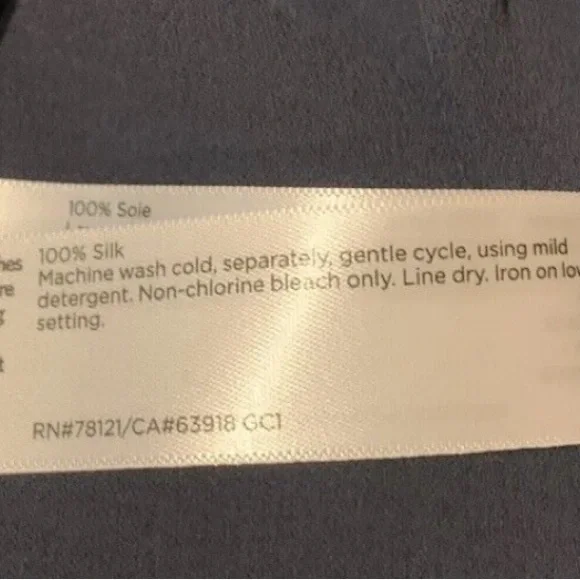 100% Soie
100% Silk
Machine wash cold, separately, gentle cycle, using mild
detergent. Non-chlorine bleach only. Line dry. Iron on
setting.
RN#78121/CA#63918 GC1